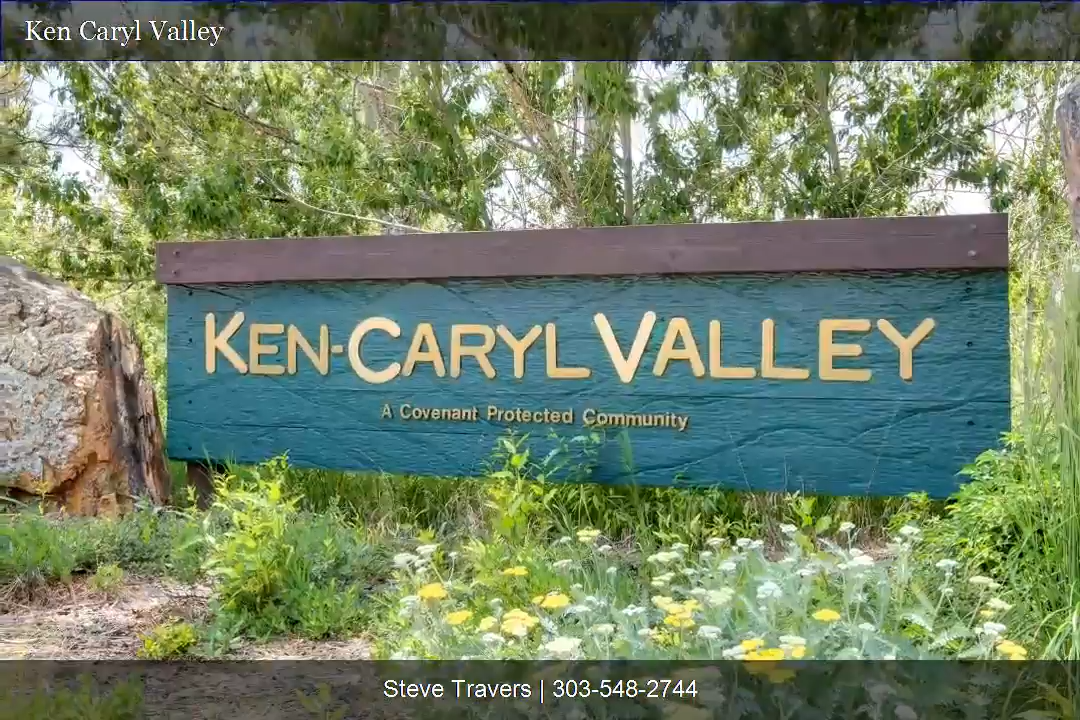 Ken Caryl Valley
KEN-CARYL VALLEY
A Covenant Protected Community
Steve Travers | 303-548-2744